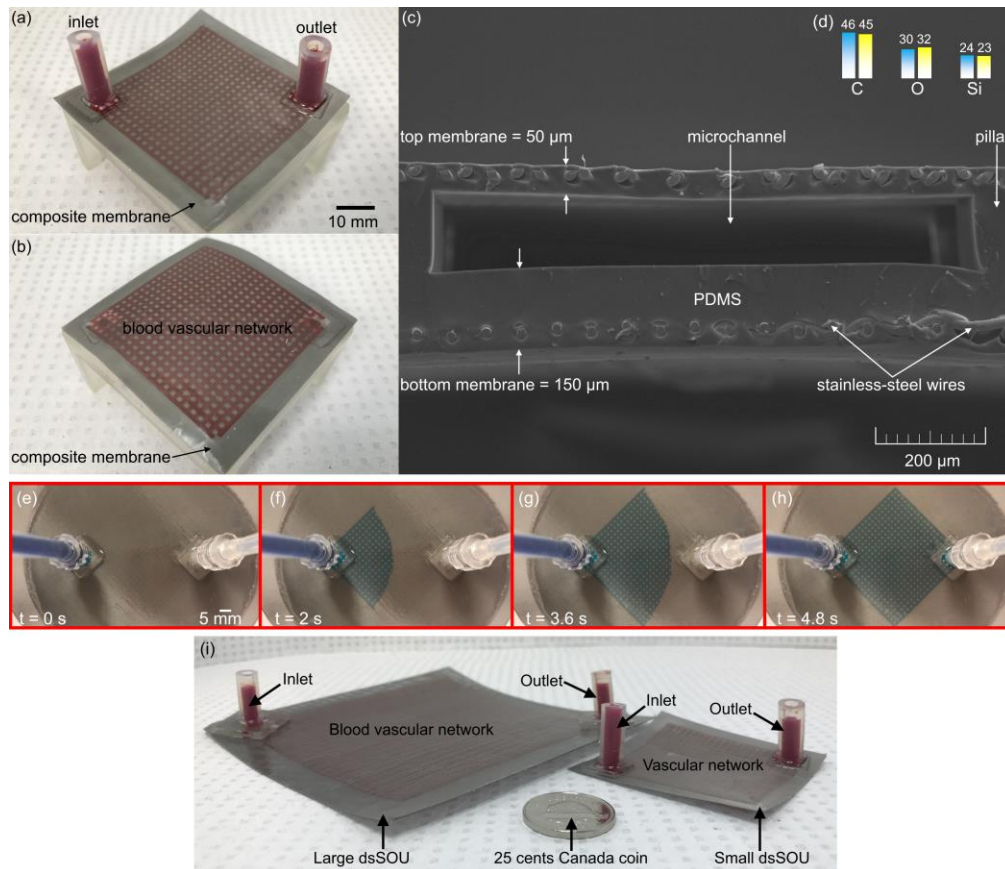 (a)
inlet
outlet
composite membrane
10 mm
(b)
blood vascular network
composite membrane
(c)
top membrane = 50 µm
microchannel
pilla
PDMS
bottom membrane = 150 µm
stainless-steel wires
200 µm
(d)
46 45
30 32
24 23
C O Si
(e)
t = 0 s
5 mm
(f)
t = 2 s
(g)
t = 3.6 s
(h)
t = 4.8 s
(i)
Inlet
Outlet
Inlet
Outlet
Blood vascular network
Vascular network
Large dsSOU
25 cents Canada coin
Small dsSOU